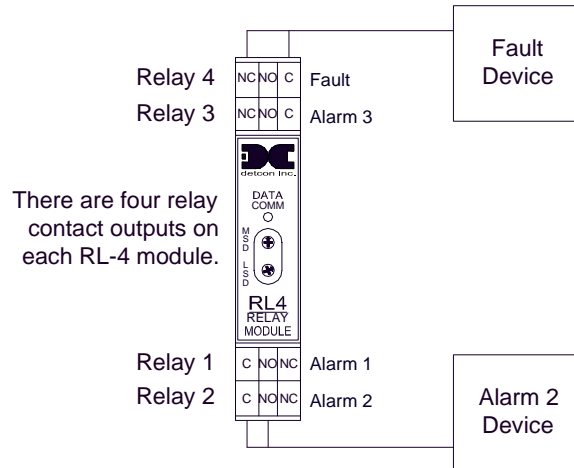 Fault
Device
Relay 4 NC NO C Fault
Relay 3 NC NO C Alarm 3
detcon Inc.
DATA
COMM
There are four relay
contact outputs on
each RL-4 module.
MSD
LSD
RL4
RELAY
MODULE
Relay 1 C NO NC Alarm 1
Relay 2 C NO NC Alarm 2
Alarm 2
Device